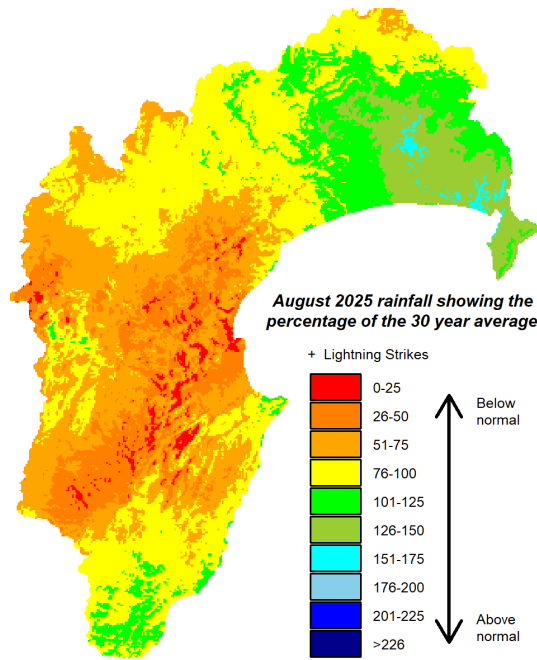 August 2025 rainfall showing the
percentage of the 30 year average
+ Lightning Strikes
0-25
26-50
51-75
76-100
101-125
126-150
151-175
176-200
201-225
>226
Below
normal
Above
normal